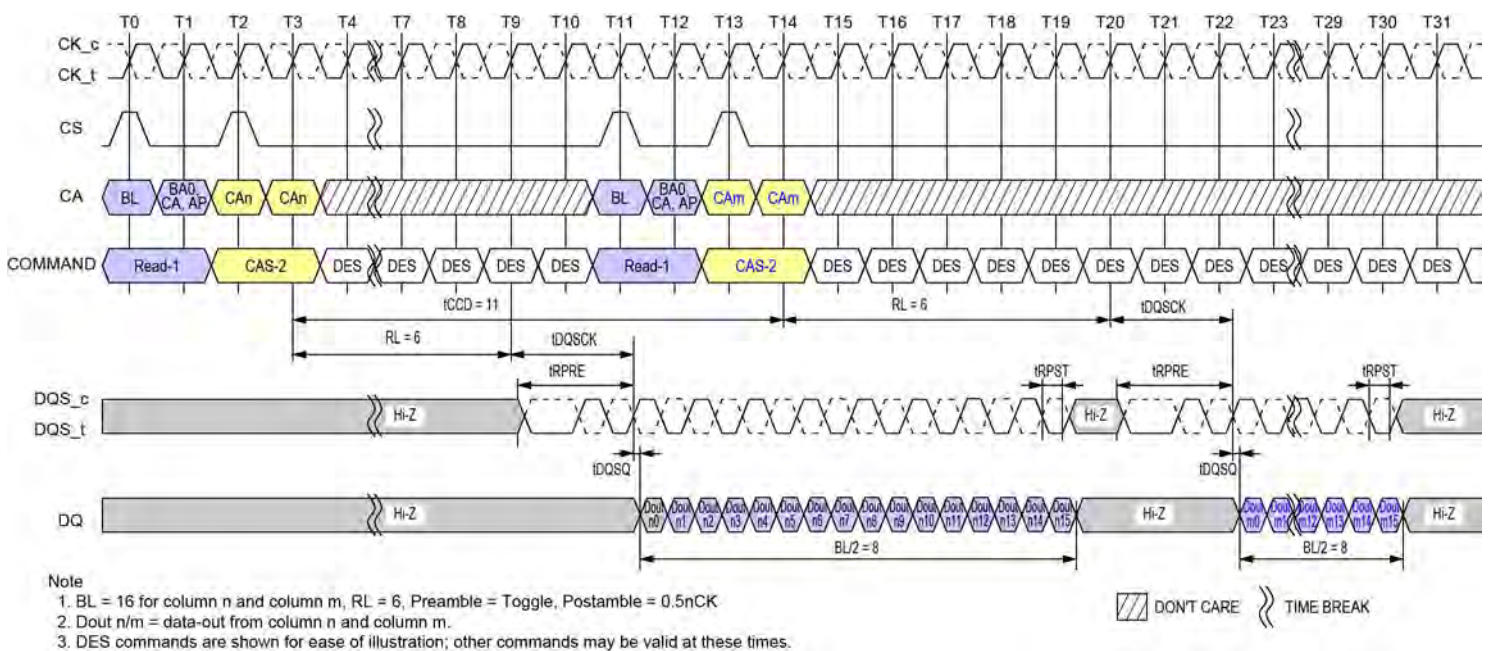 T0 T1 T2 T3 T4 T7 T8 T9 T0 T11 T12 T13 T14 T15 T16 T17 T18 T19 T20 T21 T22 T23 T29 T30 T31
CK_c
CK_t
CS
CA BL BA0, CA, AP CAn CAn BL BA0, CA, AP CAm CAm
COMMAND Read-1 CAS-2 DES DES DES DES DES Read-1 CAS-2 DES DES DES DES DES DES DES DES DES DES DES DES
tCCD = 11 RL = 6 tDQSCK
RL = 6 tDQSCK
tRPRE tRPST tRPRE tRPST
DQS_c
DQS_t Hi-Z Hi-Z Hi-Z
tDQSQ tDQSQ
DQ Hi-Z Dout n0 Dout n1 Dout n2 Dout n3 Dout n4 Dout n5 Dout n6 Dout n7 Dout n8 Dout n9 Dout n10 Dout n11 Dout n12 Dout n13 Dout n14 Dout n15 Hi-Z Dout m0 Dout m1 Dout m12 Dout m13 Dout m14 Dout m15 Hi-Z
BL/2 = 8 BL/2 = 8
Note
1. BL = 16 for column n and column m, RL = 6, Preamble = Toggle, Postamble = 0.5nCK
2. Dout n/m = data-out from column n and column m.
3. DES commands are shown for ease of illustration; other commands may be valid at these times.
DON'T CARE TIME BREAK